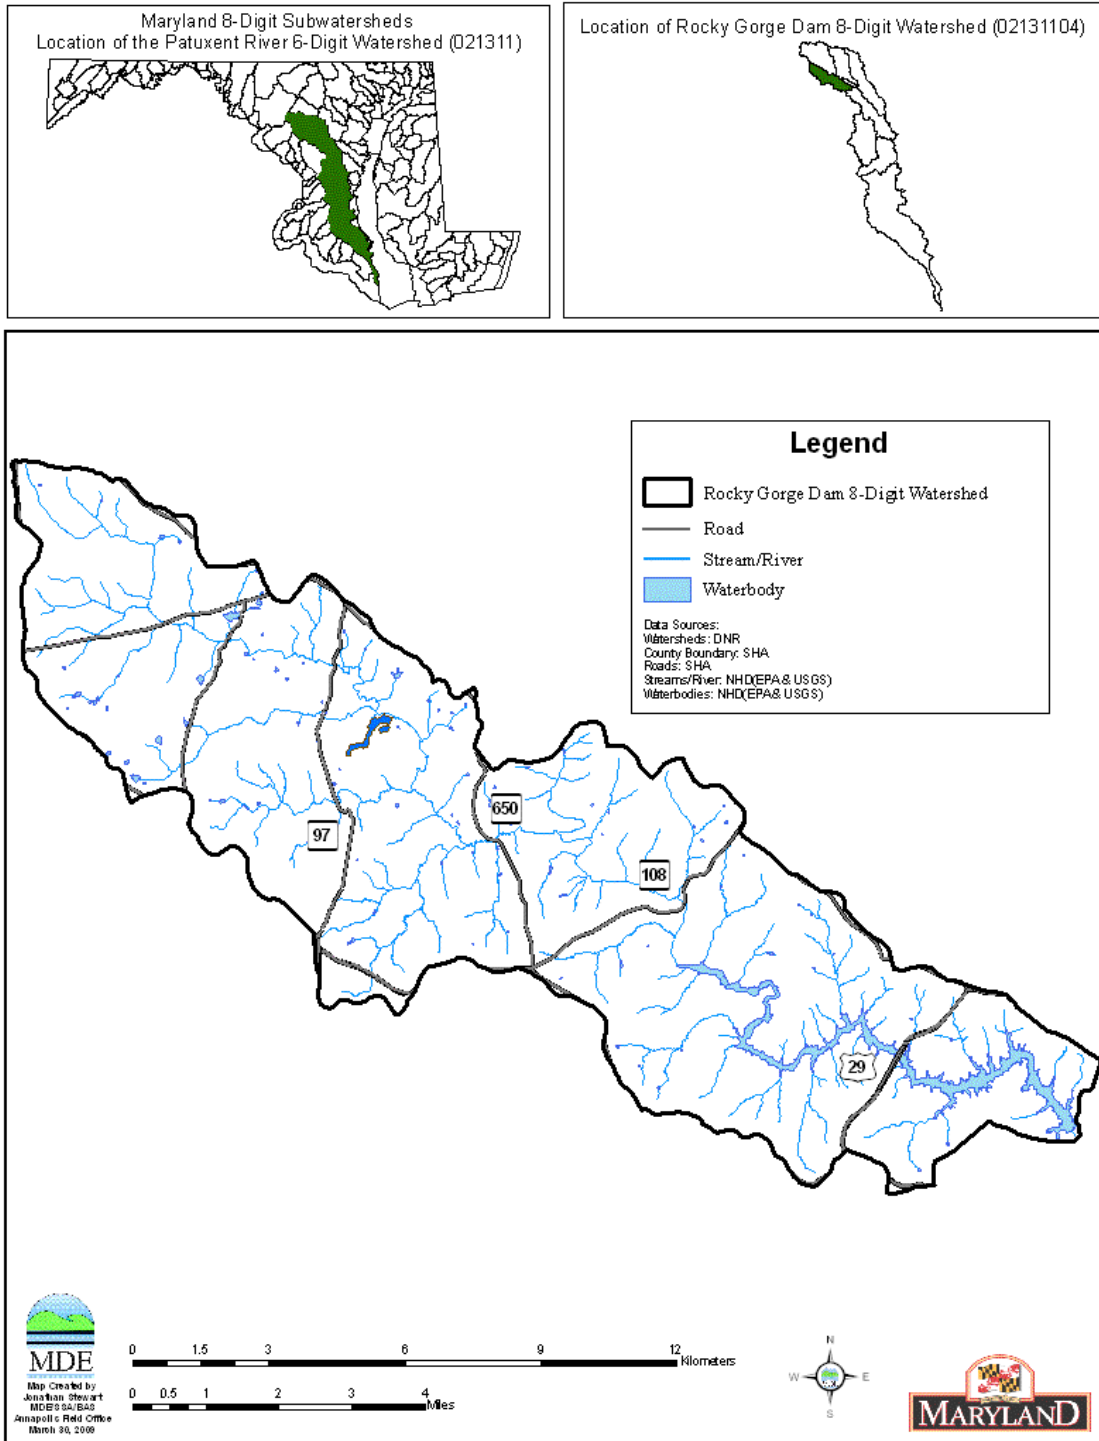 Maryland 8-Digit Subwatersheds
Location of the Patuxent River 6-Digit Watershed (021311)
Location of Rocky Gorge Dam 8-Digit Watershed (02131104)
Legend
Rocky Gorge Dam 8-Digit Watershed
Road
Stream/River
Waterbody
Data Sources:
Watersheds: DNR
County Boundary: SHA
Roads: SHA
Streams/River: NHD(EPA& USGS)
Waterbodies: NHD(EPA& USGS)
650
97
108
29
MDE
Map Created by
Jonathan Stewart
MDE/SSA/BAS
Annapolis Field Office
March 30, 2009
0 1.5 3 6 9 12
Kilometers
0 0.5 1 2 3 4
Miles
N
W E
S
MARYLAND